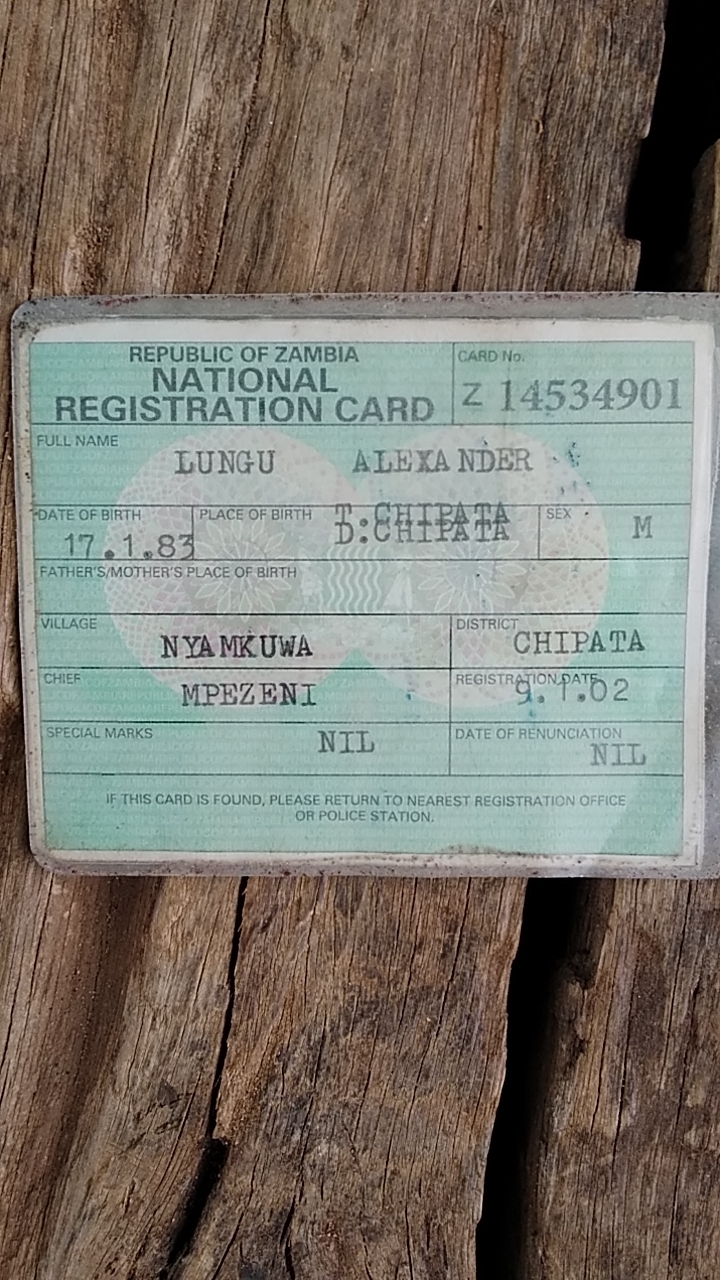 REPUBLIC OF ZAMBIA
NATIONAL
REGISTRATION CARD
CARD No.
Z 14534901
FULL NAME
LUNGU ALEXANDER
DATE OF BIRTH
17.1.83
PLACE OF BIRTH
T.CHIPATA
D:CHIPATA
SEX
M
FATHER'S/MOTHER'S PLACE OF BIRTH
VILLAGE
NYAMKUWA
DISTRICT
CHIPATA
CHIEF
MPEZENI
REGISTRATION DATE
9.1.02
SPECIAL MARKS
NIL
DATE OF RENUNCIATION
NIL
IF THIS CARD IS FOUND, PLEASE RETURN TO NEAREST REGISTRATION OFFICE
OR POLICE STATION.